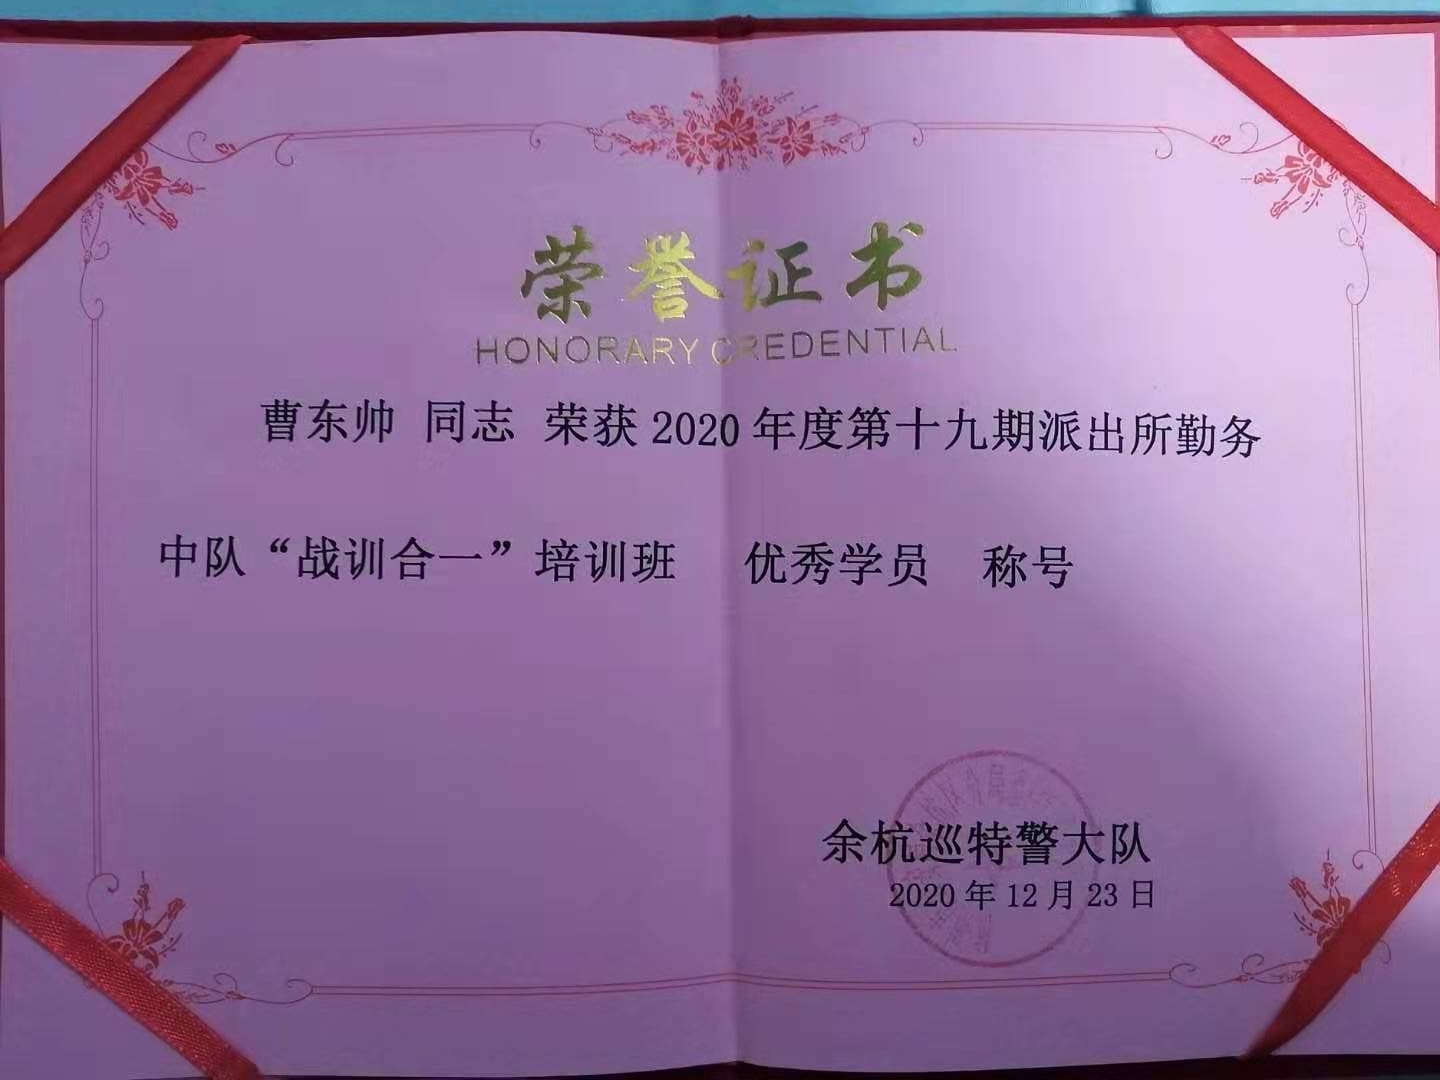 荣誉证书
HONORARY CREDENTIAL
曹东帅 同志 荣获 2020 年度第十九期派出所勤务
中队“战训合一”培训班 优秀学员 称号
余杭巡特警大队
2020 年 12 月 23 日